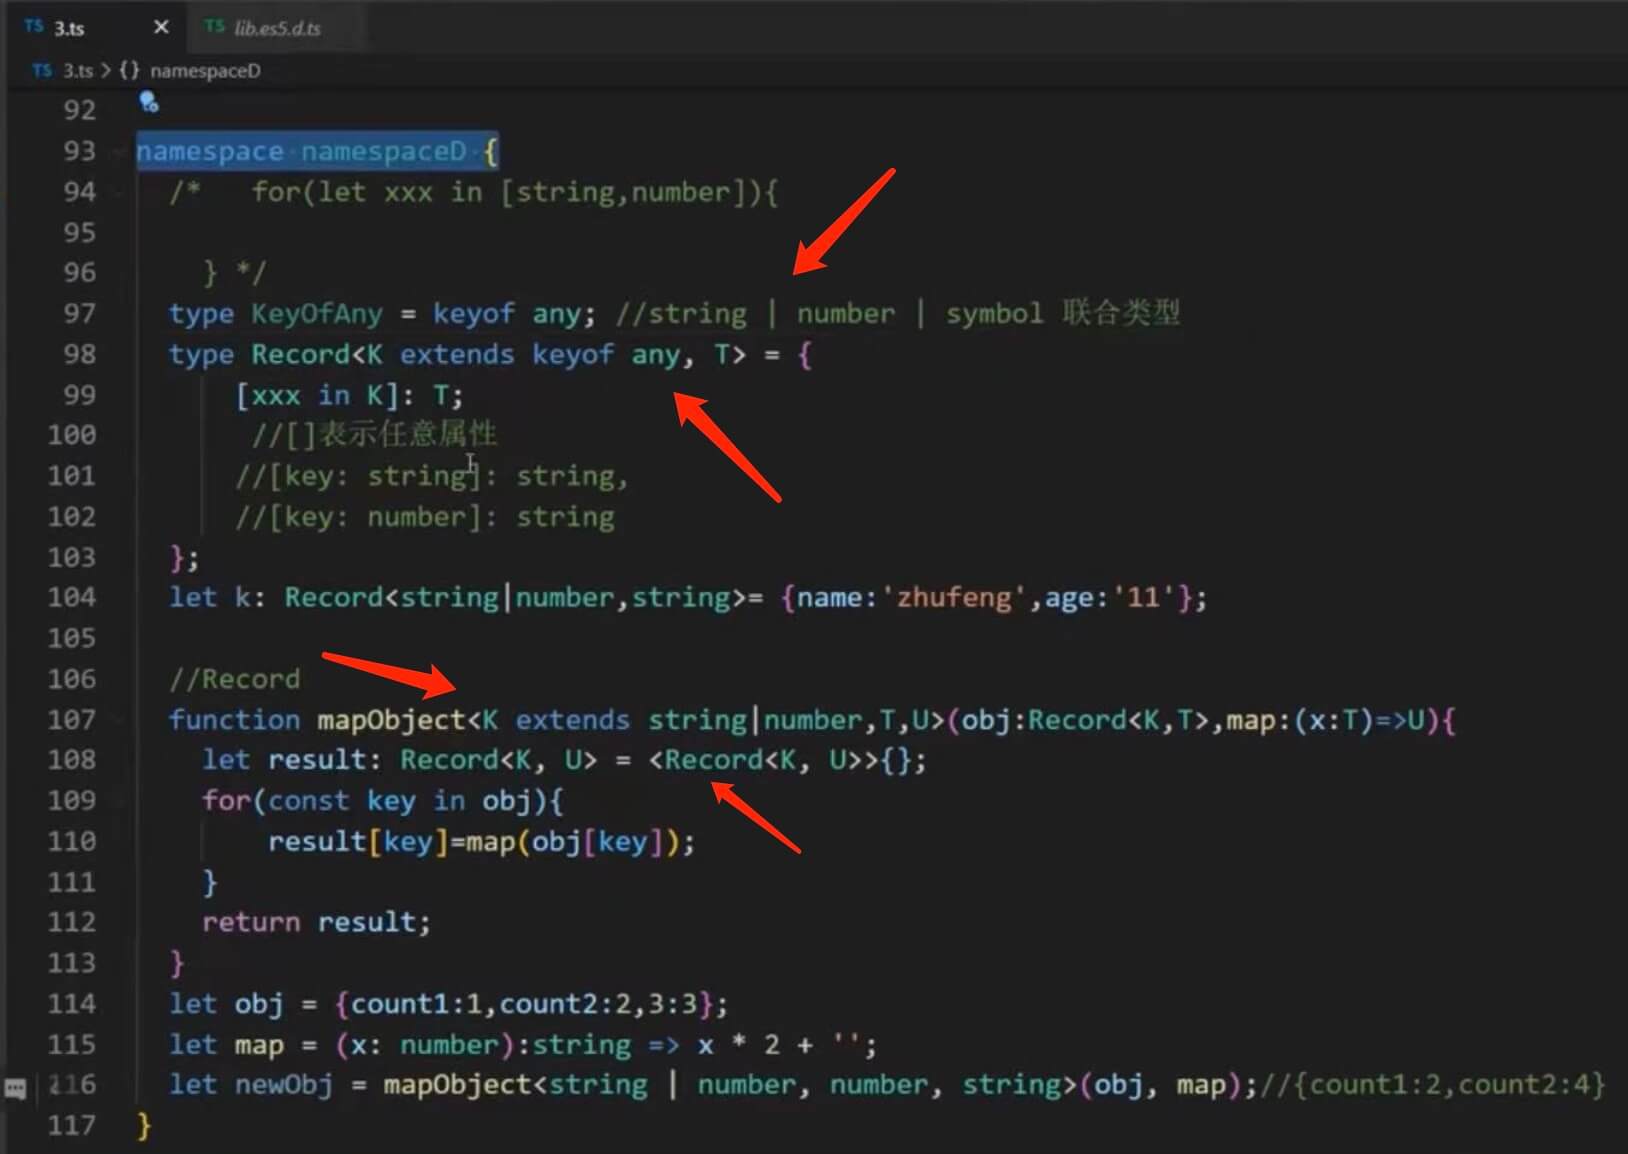 TS 3.ts × TS lib.es5.d.ts
TS 3.ts > {} namespaceD
92
93 namespace namespaceD {
94 /* for(let xxx in [string,number]){
95
96 } */
97 type KeyOfAny = keyof any; //string | number | symbol 联合类型
98 type Record<K extends keyof any, T> = {
99 [xxx in K]: T;
100 //[]表示任意属性
101 //[key: string]: string,
102 //[key: number]: string
103 };
104 let k: Record<string|number,string>= {name:'zhufeng',age:'11'};
105
106 //Record
107 function mapObject<K extends string|number,T,U>(obj:Record<K,T>,map:(x:T)=>U){
108 let result: Record<K, U> = <Record<K, U>>{};
109 for(const key in obj){
110 result[key]=map(obj[key]);
111 }
112 return result;
113 }
114 let obj = {count1:1,count2:2,3:3};
115 let map = (x: number):string => x * 2 + '';
116 let newObj = mapObject<string | number, number, string>(obj, map);//{count1:2,count2:4}
117 }